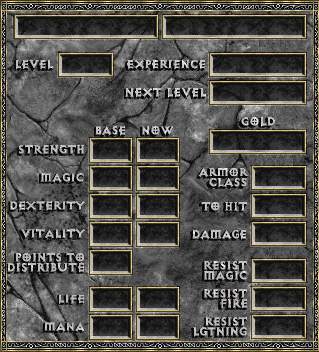 LEVEL EXPERIENCE
NEXT LEVEL
BASE NOW GOLD
STRENGTH
MAGIC ARMOR CLASS
DEXTERITY TO HIT
VITALITY DAMAGE
POINTS TO DISTRIBUTE
RESIST MAGIC
LIFE RESIST FIRE
MANA RESIST LGTNING